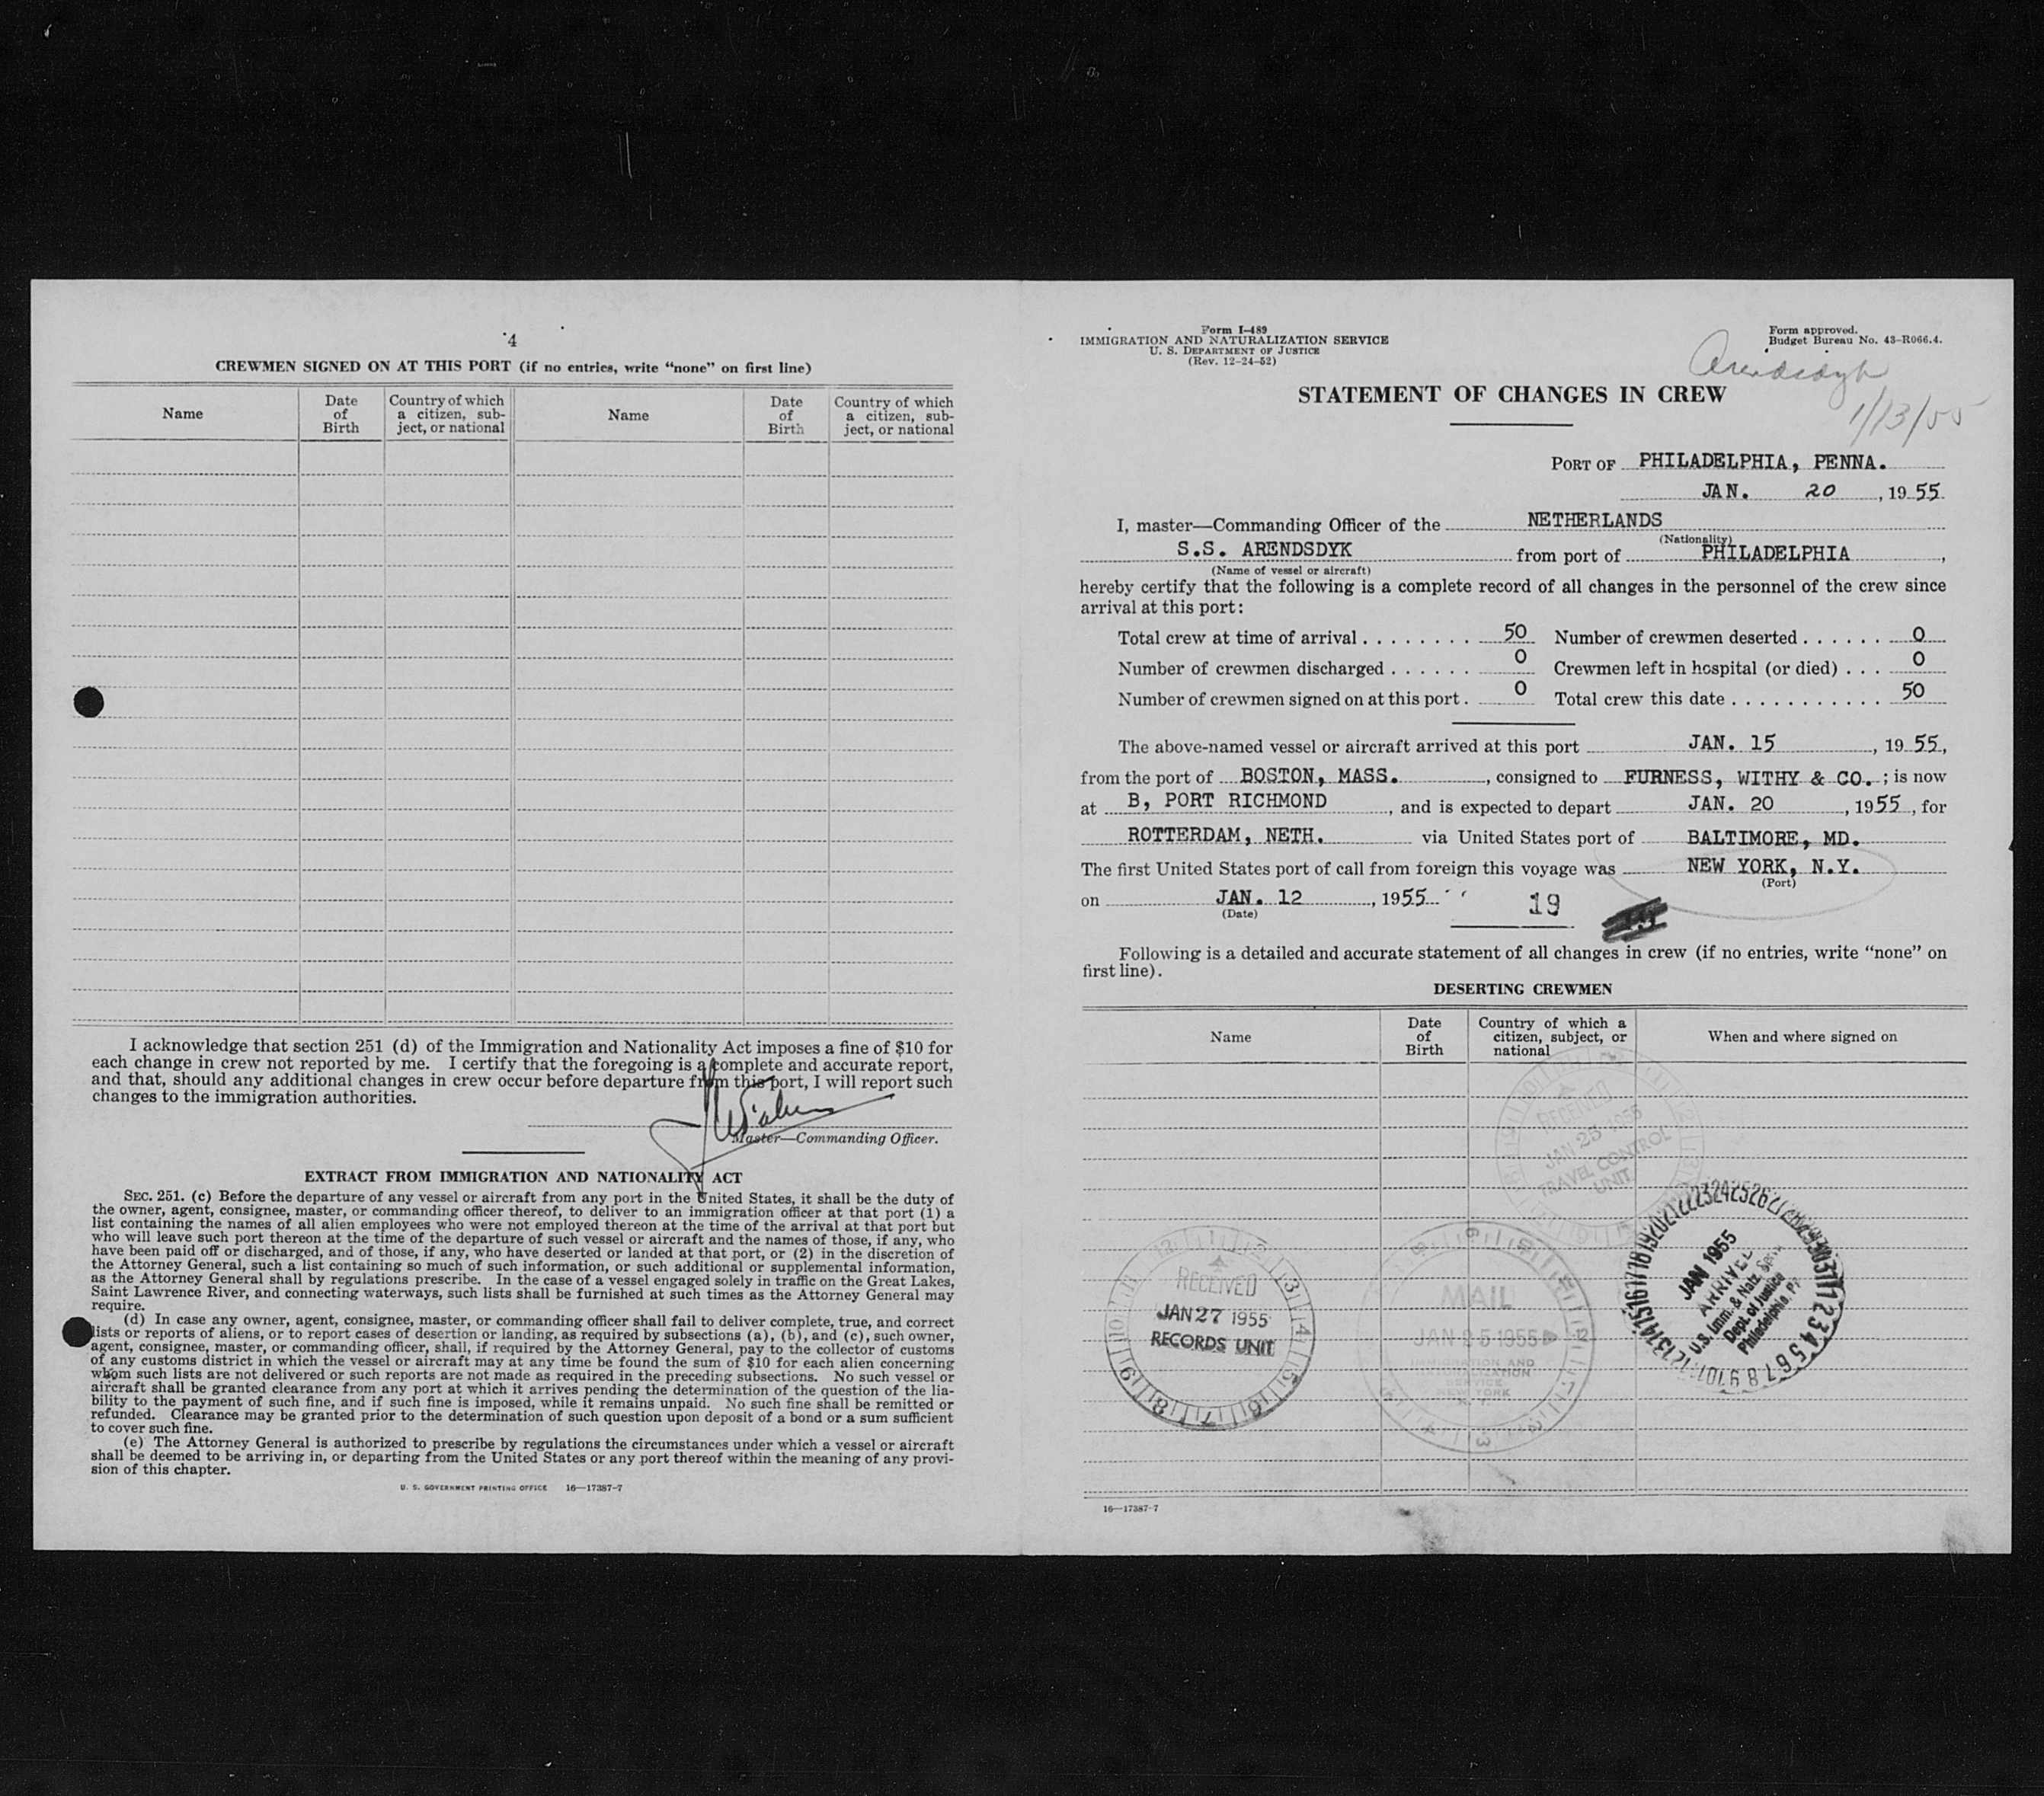 4
CREWMEN SIGNED ON AT THIS PORT (if no entries, write “none” on first line)
Name
Date
of
Birth
Country of which
a citizen, sub-
ject, or national
Name
Date
of
Birth
Country of which
a citizen, sub-
ject, or national
I acknowledge that section 251 (d) of the Immigration and Nationality Act imposes a fine of $10 for
each change in crew not reported by me. I certify that the foregoing is a complete and accurate report,
and that, should any additional changes in crew occur before departure from this port, I will report such
changes to the immigration authorities.
Master—Commanding Officer.
EXTRACT FROM IMMIGRATION AND NATIONALITY ACT
SEC. 251. (c) Before the departure of any vessel or aircraft from any port in the United States, it shall be the duty of
the owner, agent, consignee, master, or commanding officer thereof, to deliver to an immigration officer at that port (1) a
list containing the names of all alien employees who were not employed thereon at the time of the arrival at that port but
who will leave such port thereon at the time of the departure of such vessel or aircraft and the names of those, if any, who
have been paid off or discharged, and of those, if any, who have deserted or landed at that port, or (2) in the discretion of
the Attorney General, such a list containing so much of such information, or such additional or supplemental information,
as the Attorney General shall by regulations prescribe. In the case of a vessel engaged solely in traffic on the Great Lakes,
Saint Lawrence River, and connecting waterways, such lists shall be furnished at such times as the Attorney General may
require.
(d) In case any owner, agent, consignee, master, or commanding officer shall fail to deliver complete, true, and correct
lists or reports of aliens, or to report cases of desertion or landing, as required by subsections (a), (b), and (c), such owner,
agent, consignee, master, or commanding officer, shall, if required by the Attorney General, pay to the collector of customs
of any customs district in which the vessel or aircraft may at any time be found the sum of $10 for each alien concerning
whom such lists are not delivered or such reports are not made as required in the preceding subsections. No such vessel or
aircraft shall be granted clearance from any port at which it arrives pending the determination of the question of the lia-
bility to the payment of such fine, and if such fine is imposed, while it remains unpaid. No such fine shall be remitted or
refunded. Clearance may be granted prior to the determination of such question upon deposit of a bond or a sum sufficient
to cover such fine.
(e) The Attorney General is authorized to prescribe by regulations the circumstances under which a vessel or aircraft
shall be deemed to be arriving in, or departing from the United States or any port thereof within the meaning of any provi-
sion of this chapter.
U. S. GOVERNMENT PRINTING OFFICE 16—17387-7
Form I-489
IMMIGRATION AND NATURALIZATION SERVICE
U. S. DEPARTMENT OF JUSTICE
(Rev. 12-24-52)
Form approved.
Budget Bureau No. 43-R066.4.
Arendsdyk
1/13/55
STATEMENT OF CHANGES IN CREW
PORT OF PHILADELPHIA, PENNA.
JAN. 20, 1955
I, master—Commanding Officer of the NETHERLANDS
(Nationality)
S.S. ARENDSDYK from port of PHILADELPHIA,
(Name of vessel or aircraft)
hereby certify that the following is a complete record of all changes in the personnel of the crew since
arrival at this port:
Total crew at time of arrival . . . . . . . . 50 Number of crewmen deserted . . . . . . 0
Number of crewmen discharged . . . . . . 0 Crewmen left in hospital (or died) . . . 0
Number of crewmen signed on at this port . 0 Total crew this date . . . . . . . . . . . 50
The above-named vessel or aircraft arrived at this port JAN. 15, 1955,
from the port of BOSTON, MASS., consigned to FURNESS, WITHY & CO.; is now
at B, PORT RICHMOND, and is expected to depart JAN. 20, 1955, for
ROTTERDAM, NETH. via United States port of BALTIMORE, MD.
The first United States port of call from foreign this voyage was NEW YORK, N.Y.
(Port)
on JAN. 12, 1955 19
(Date)
Following is a detailed and accurate statement of all changes in crew (if no entries, write “none” on
first line).
DESERTING CREWMEN
Name
Date
of
Birth
Country of which a
citizen, subject, or
national
When and where signed on
RECEIVED
JAN 25 1955
TRAVEL CONTROL
UNIT
RECEIVED
JAN 27 1955
RECORDS UNIT
MAIL
JAN 25 1955
IMMIGRATION AND
NATURALIZATION
SERVICE
NEW YORK
JAN 1955
ARRIVEL
U.S. Imm. & Natz. Serv.
Dept. of Justice
Philadelphia, Pa
16—17387-7